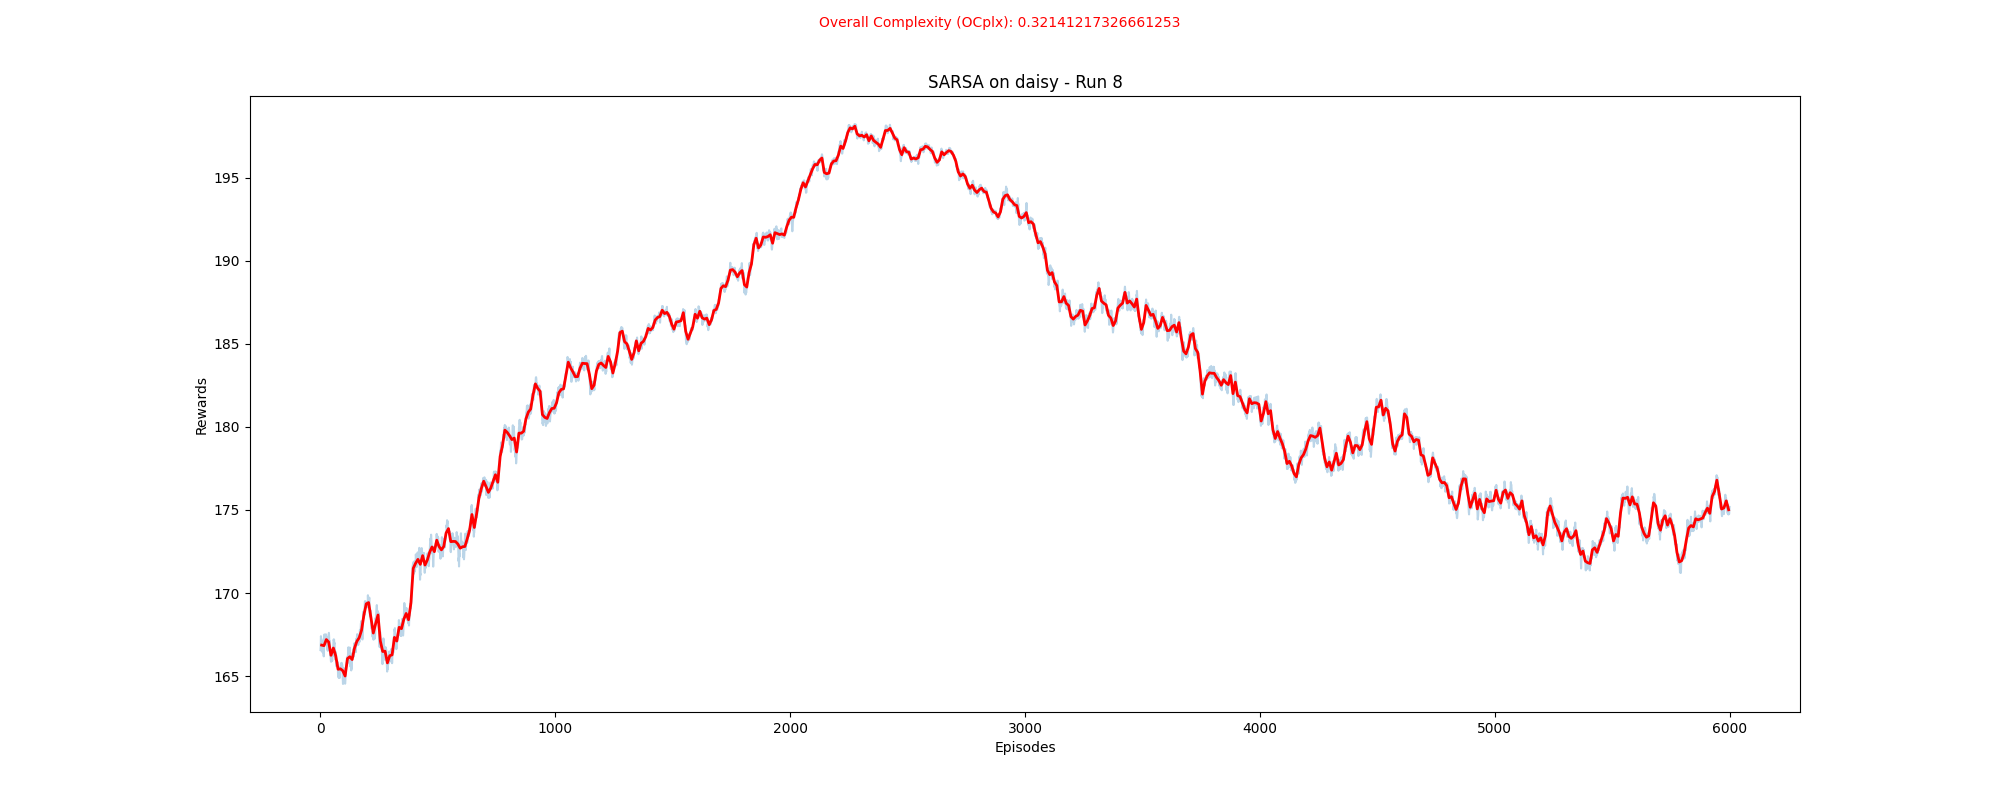 Overall Complexity (OCplx): 0.32141217326661253
SARSA on daisy - Run 8
Rewards
195
190
185
180
175
170
165
0 1000 2000 3000 4000 5000 6000
Episodes